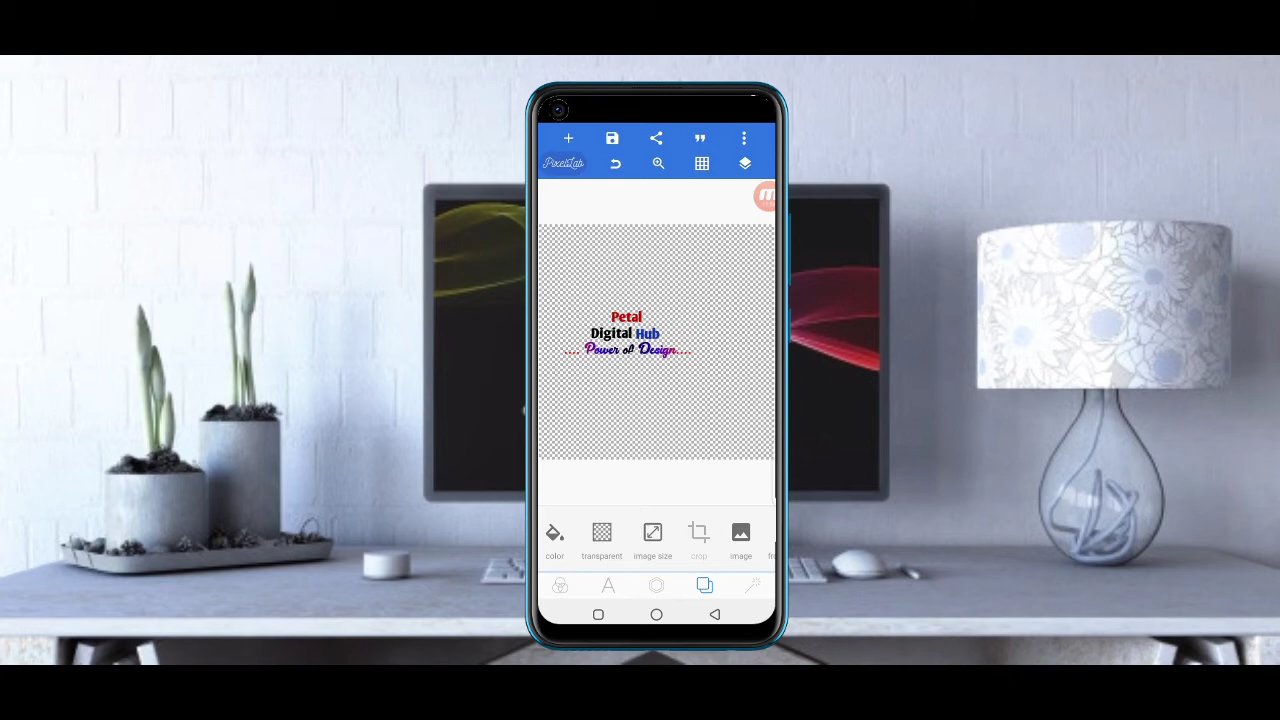 PixelLab
Petal
Digital Hub
.... Power of Design....
color transparent image size crop image